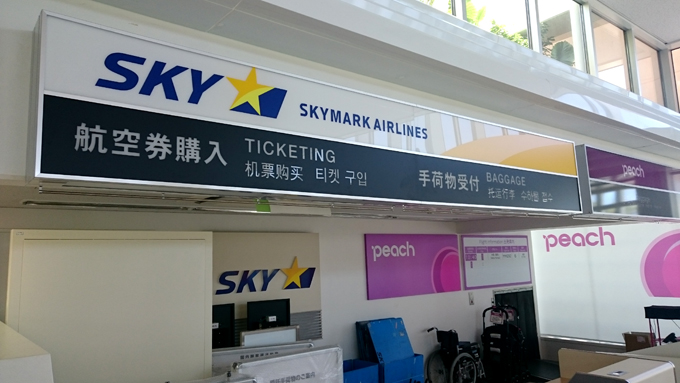 SKY SKYMARK AIRLINES
航空券購入 TICKETING
机票购买 티켓 구입
手荷物受付 BAGGAGE
托运行李 수하물 접수
peach
SKY
peach
peach